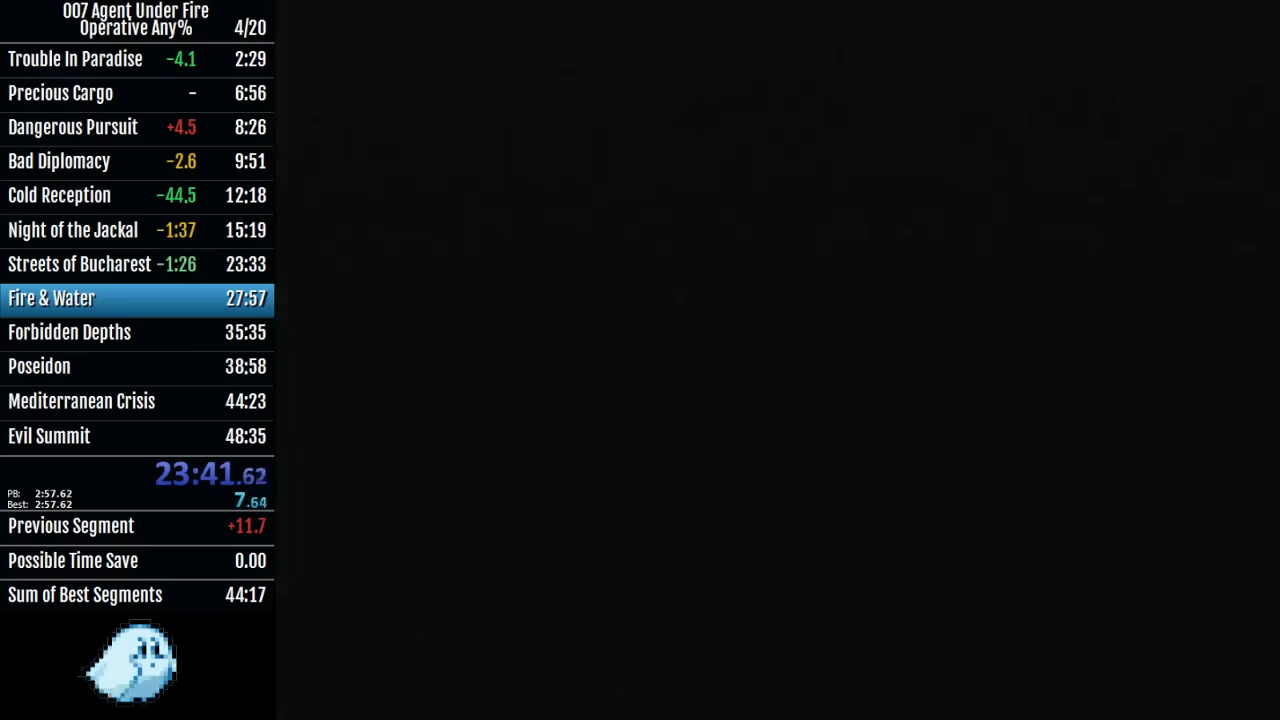 007 Agent Under Fire
Operative Any% 4/20
Trouble In Paradise -4.1 2:29
Precious Cargo - 6:56
Dangerous Pursuit +4.5 8:26
Bad Diplomacy -2.6 9:51
Cold Reception -44.5 12:18
Night of the Jackal -1:37 15:19
Streets of Bucharest -1:26 23:33
Fire & Water 27:57
Forbidden Depths 35:35
Poseidon 38:58
Mediterranean Crisis 44:23
Evil Summit 48:35
23:41.62
PB: 2:57.62
Best: 2:57.62 7.64
Previous Segment +11.7
Possible Time Save 0.00
Sum of Best Segments 44:17